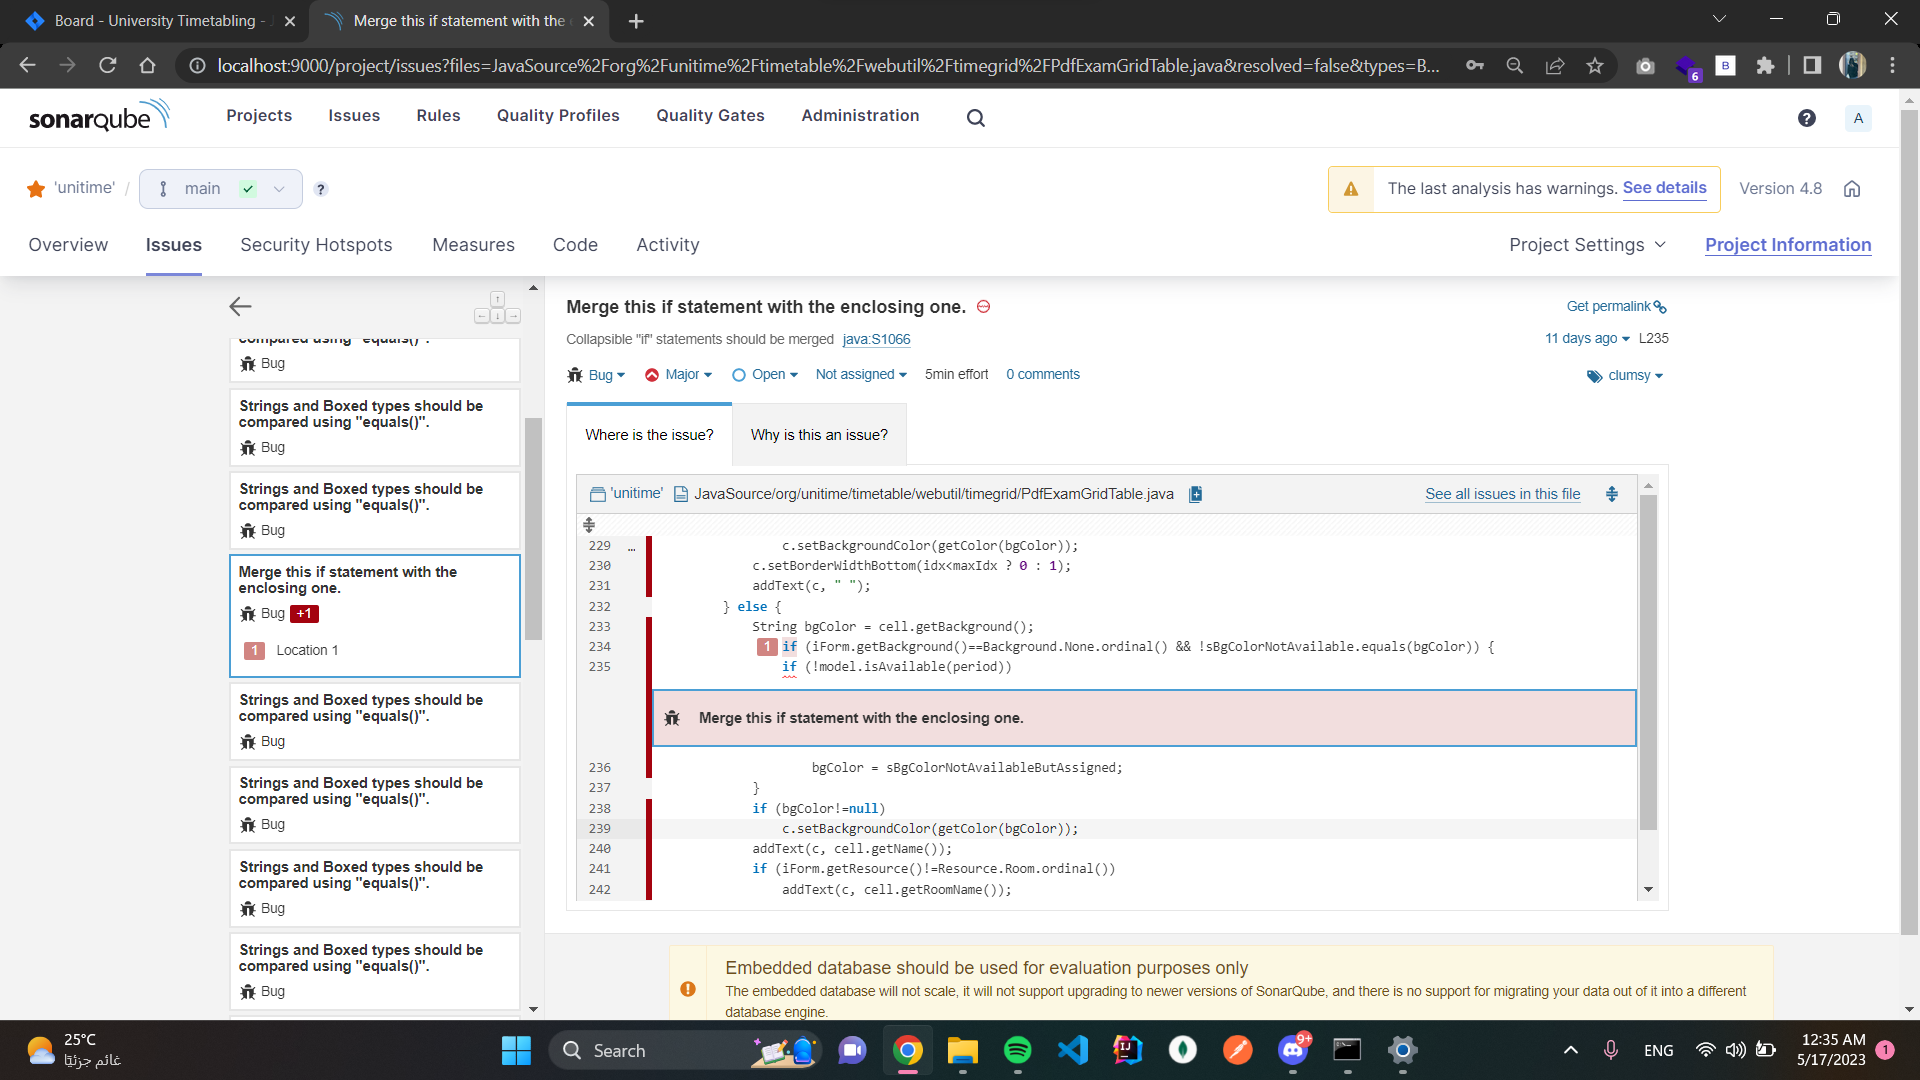 Board - University Timetabling -
Merge this if statement with the
localhost:9000/project/issues?files=JavaSource%2Forg%2Funitime%2Ftimetable%2Fwebutil%2Ftimegrid%2FPdfExamGridTable.java&resolved=false&types=B...
6
B
sonarqube
Projects
Issues
Rules
Quality Profiles
Quality Gates
Administration
?
A
'unitime' /
main
?
The last analysis has warnings. See details
Version 4.8
Overview
Issues
Security Hotspots
Measures
Code
Activity
Project Settings
Project Information
compared using "equals()".
Bug
Strings and Boxed types should be
compared using "equals()".
Bug
Strings and Boxed types should be
compared using "equals()".
Bug
Merge this if statement with the
enclosing one.
Bug +1
1 Location 1
Strings and Boxed types should be
compared using "equals()".
Bug
Strings and Boxed types should be
compared using "equals()".
Bug
Strings and Boxed types should be
compared using "equals()".
Bug
Strings and Boxed types should be
compared using "equals()".
Bug
Merge this if statement with the enclosing one.
Get permalink
Collapsible "if" statements should be merged java:S1066
11 days ago L235
Bug Major Open Not assigned 5min effort 0 comments
clumsy
Where is the issue?
Why is this an issue?
'unitime' JavaSource/org/unitime/timetable/webutil/timegrid/PdfExamGridTable.java
See all issues in this file
229 … c.setBackgroundColor(getColor(bgColor));
230 c.setBorderWidthBottom(idx<maxIdx ? 0 : 1);
231 addText(c, " ");
232 } else {
233 String bgColor = cell.getBackground();
234 1 if (iForm.getBackground()==Background.None.ordinal() && !sBgColorNotAvailable.equals(bgColor)) {
235 if (!model.isAvailable(period))
Merge this if statement with the enclosing one.
236 bgColor = sBgColorNotAvailableButAssigned;
237 }
238 if (bgColor!=null)
239 c.setBackgroundColor(getColor(bgColor));
240 addText(c, cell.getName());
241 if (iForm.getResource()!=Resource.Room.ordinal())
242 addText(c, cell.getRoomName());
Embedded database should be used for evaluation purposes only
The embedded database will not scale, it will not support upgrading to newer versions of SonarQube, and there is no support for migrating your data out of it into a different
database engine.
25°C
غائم جزئيًا
Search
9+
ENG
12:35 AM
5/17/2023
1